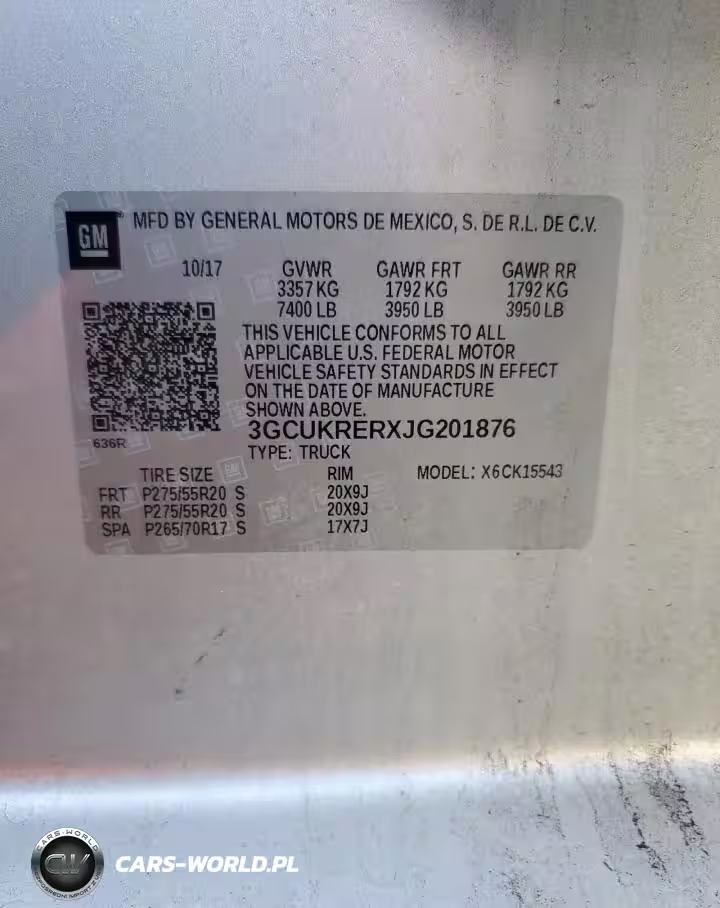 GM
MFD BY GENERAL MOTORS DE MEXICO, S. DE R.L. DE C.V.
10/17 GVWR GAWR FRT GAWR RR
3357 KG 1792 KG 1792 KG
7400 LB 3950 LB 3950 LB
THIS VEHICLE CONFORMS TO ALL
APPLICABLE U.S. FEDERAL MOTOR
VEHICLE SAFETY STANDARDS IN EFFECT
ON THE DATE OF MANUFACTURE
SHOWN ABOVE.
636R
3GCUKRERXJG201876
TYPE: TRUCK
TIRE SIZE RIM MODEL: X6CK15543
FRT P275/55R20 S 20X9J
RR P275/55R20 S 20X9J
SPA P265/70R17 S 17X7J
CARS-WORLD
CW
CARS-WORLD.PL